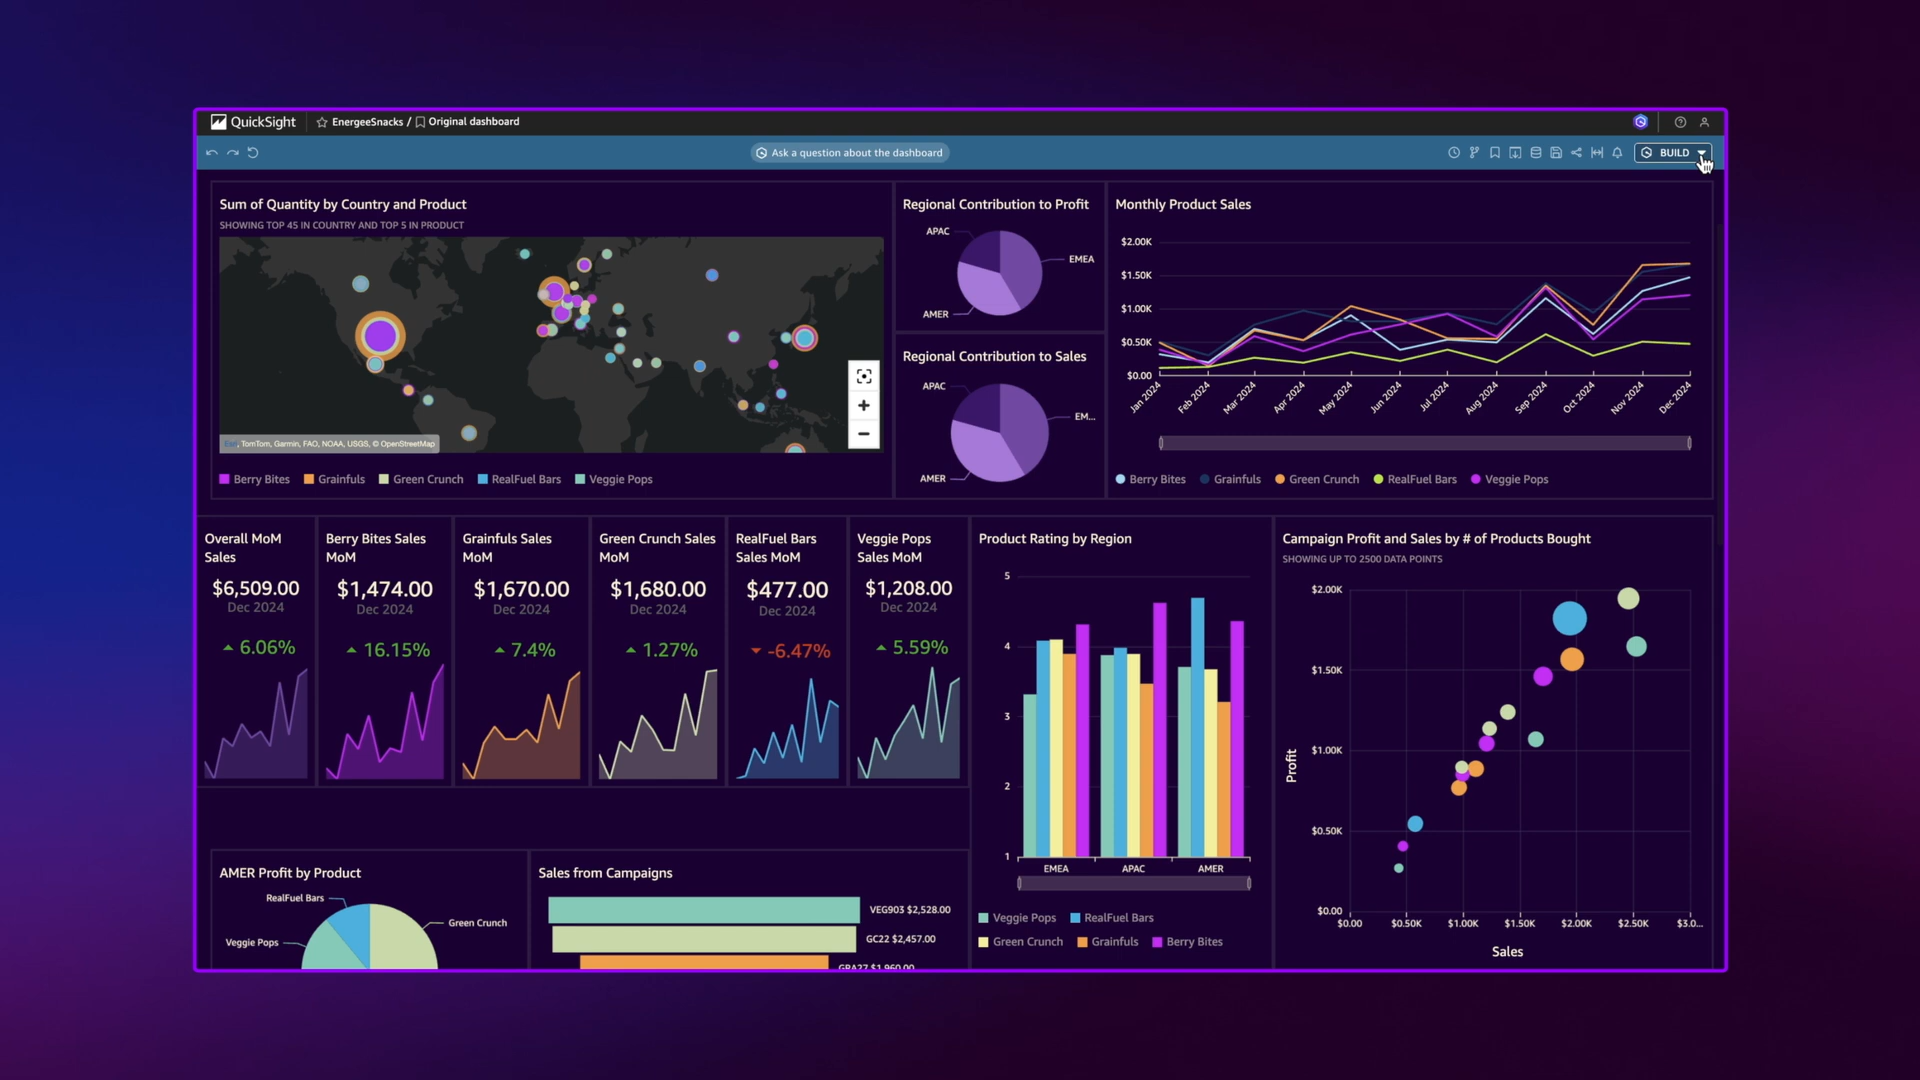 QuickSight
EnergeeSnacks / Original dashboard
Ask a question about the dashboard
BUILD
Sum of Quantity by Country and Product
SHOWING TOP 45 IN COUNTRY AND TOP 5 IN PRODUCT
Esri, TomTom, Garmin, FAO, NOAA, USGS, © OpenStreetMap
Berry Bites Grainfuls Green Crunch RealFuel Bars Veggie Pops
Regional Contribution to Profit
APAC
EMEA
AMER
Regional Contribution to Sales
APAC
EM...
AMER
Monthly Product Sales
$2.00K
$1.50K
$1.00K
$0.50K
$0.00
Jan 2024 Feb 2024 Mar 2024 Apr 2024 May 2024 Jun 2024 Jul 2024 Aug 2024 Sep 2024 Oct 2024 Nov 2024 Dec 2024
Berry Bites Grainfuls Green Crunch RealFuel Bars Veggie Pops
Overall MoM
Sales
$6,509.00
Dec 2024
6.06%
Berry Bites Sales
MoM
$1,474.00
Dec 2024
16.15%
Grainfuls Sales
MoM
$1,670.00
Dec 2024
7.4%
Green Crunch Sales
MoM
$1,680.00
Dec 2024
1.27%
RealFuel Bars
Sales MoM
$477.00
Dec 2024
-6.47%
Veggie Pops
Sales MoM
$1,208.00
Dec 2024
5.59%
Product Rating by Region
5
4
3
2
1
EMEA APAC AMER
Veggie Pops RealFuel Bars
Green Crunch Grainfuls Berry Bites
Campaign Profit and Sales by # of Products Bought
SHOWING UP TO 2500 DATA POINTS
$2.00K
$1.50K
$1.00K
$0.50K
$0.00
Profit
$0.00 $0.50K $1.00K $1.50K $2.00K $2.50K $3.0...
Sales
AMER Profit by Product
RealFuel Bars
Green Crunch
Veggie Pops
Sales from Campaigns
VEG903 $2,528.00
GC22 $2,457.00
GRA27 $1,960.00